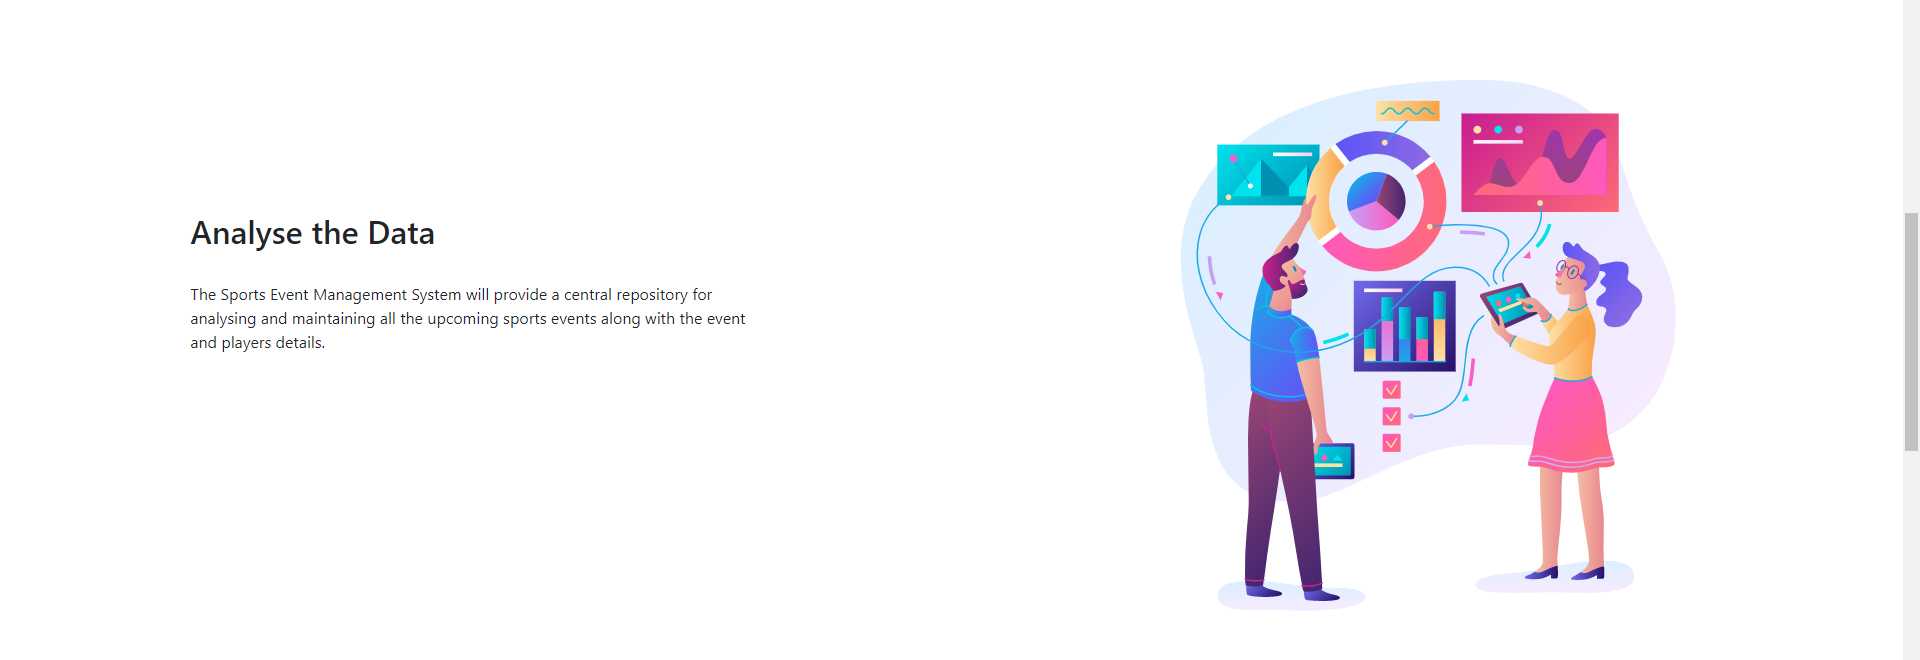 Analyse the Data
The Sports Event Management System will provide a central repository for
analysing and maintaining all the upcoming sports events along with the event
and players details.